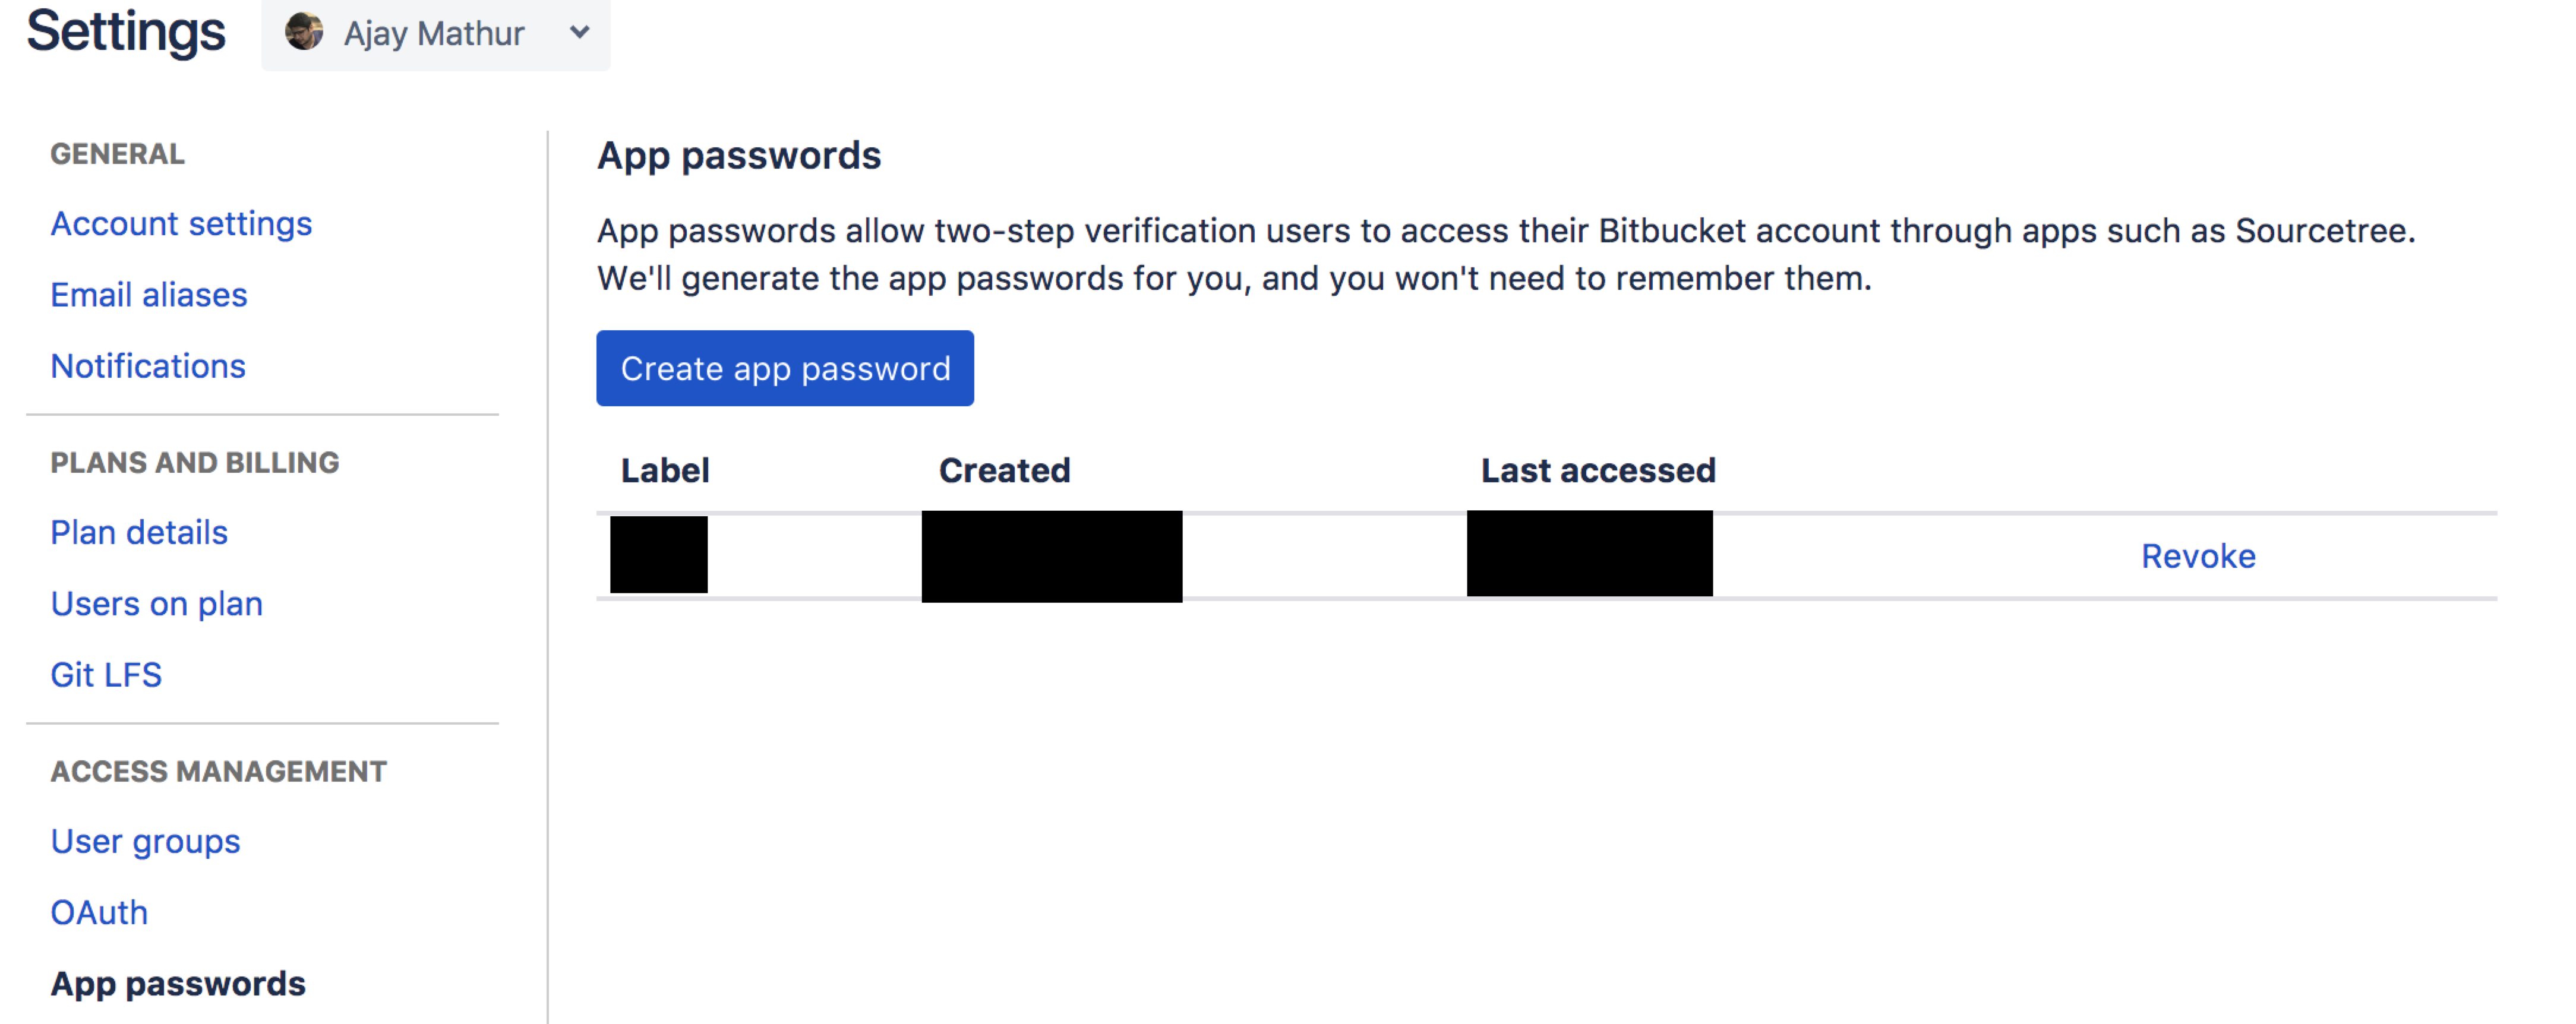 Settings
Ajay Mathur
GENERAL
Account settings
Email aliases
Notifications
PLANS AND BILLING
Plan details
Users on plan
Git LFS
ACCESS MANAGEMENT
User groups
OAuth
App passwords
App passwords
App passwords allow two-step verification users to access their Bitbucket account through apps such as Sourcetree.
We'll generate the app passwords for you, and you won't need to remember them.
Create app password
Label Created Last accessed
Revoke